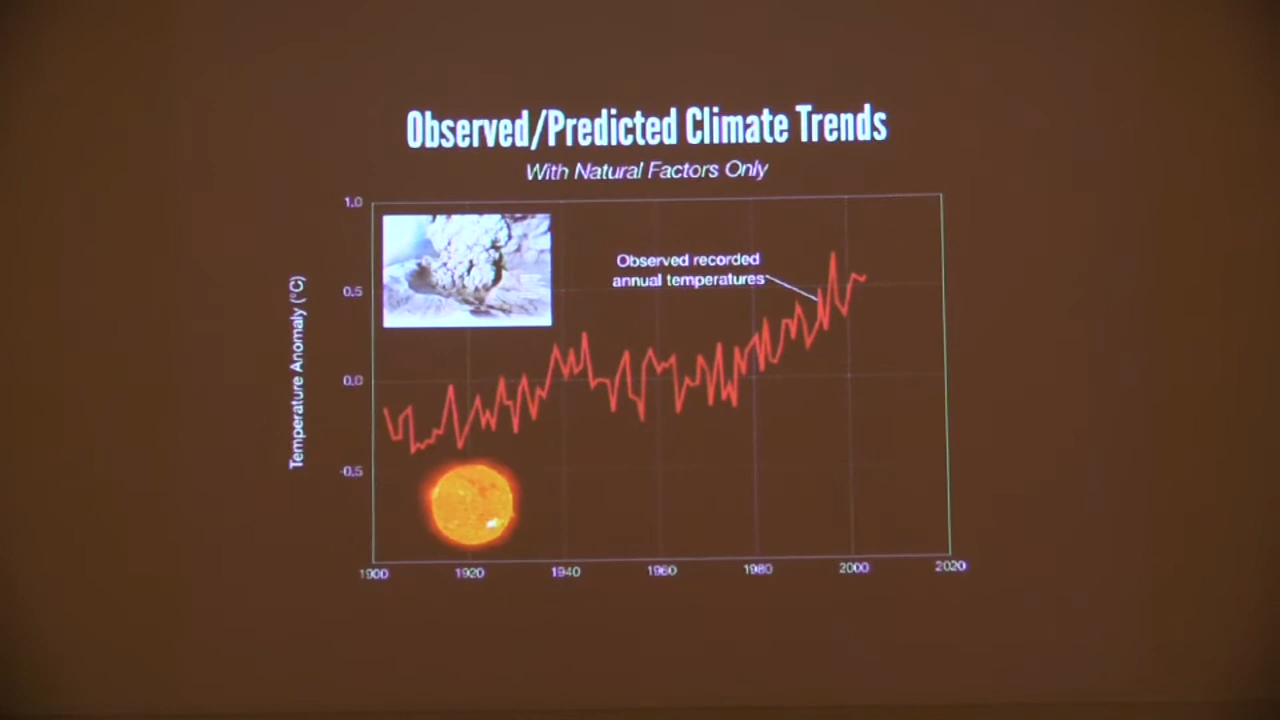 Observed/Predicted Climate Trends
With Natural Factors Only
1.0
0.5
0.0
-0.5
Temperature Anomaly (°C)
Observed recorded
annual temperatures
1900 1920 1940 1960 1980 2000 2020